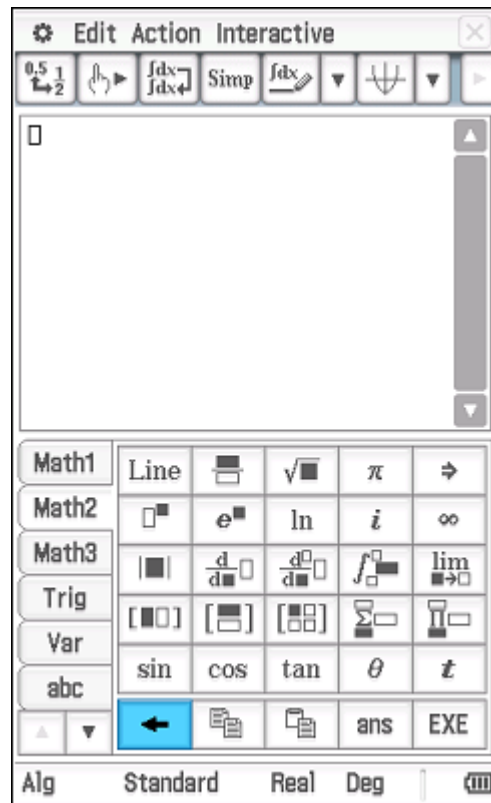 Edit Action Interactive
0.5 1 2 ∫dx ∫dx Simp ∫dx
Math1 Line √■ π ⇒
Math2 □■ e■ ln i ∞
Math3 |■| d/d■□ d□/d■□ ∫ lim ■→□
Trig [■□] Σ Π
Var sin cos tan θ t
abc
ans EXE
Alg Standard Real Deg